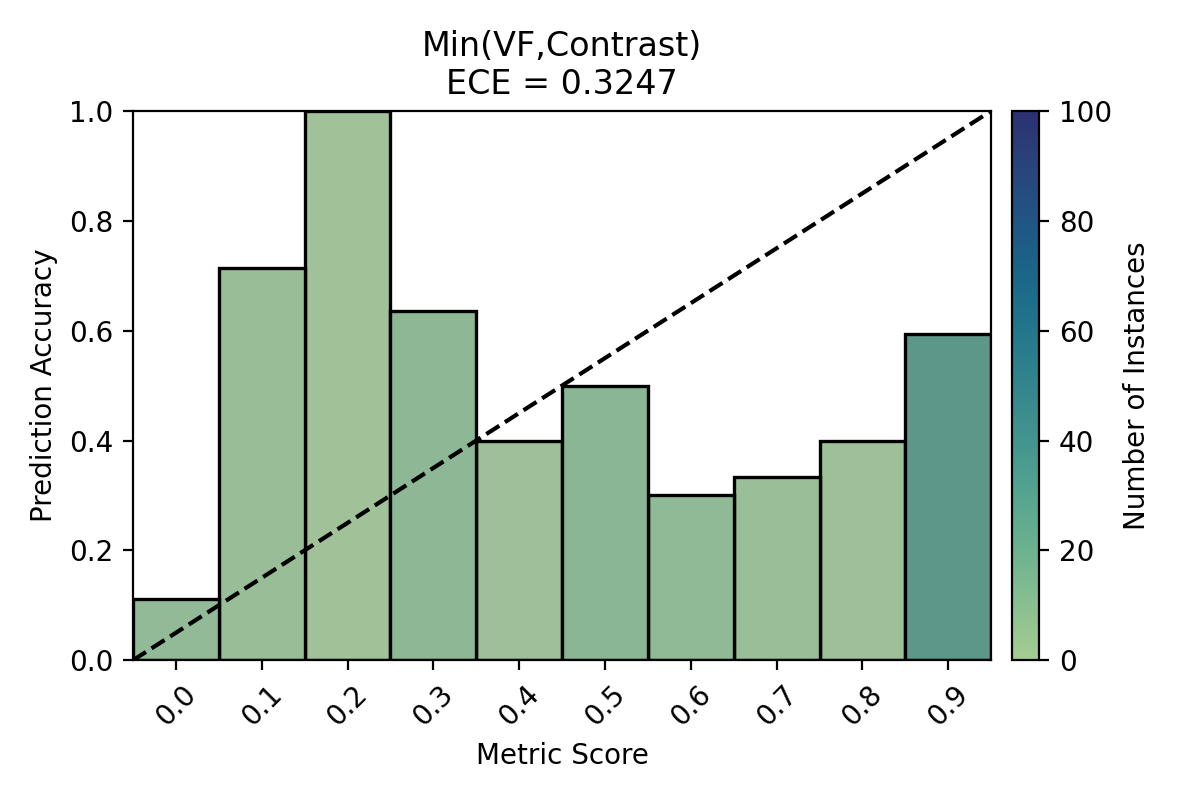 Min(VF,Contrast)
ECE = 0.3247
Prediction Accuracy
1.0
0.8
0.6
0.4
0.2
0.0
0.0 0.1 0.2 0.3 0.4 0.5 0.6 0.7 0.8 0.9
Metric Score
100
80
60
40
20
0
Number of Instances